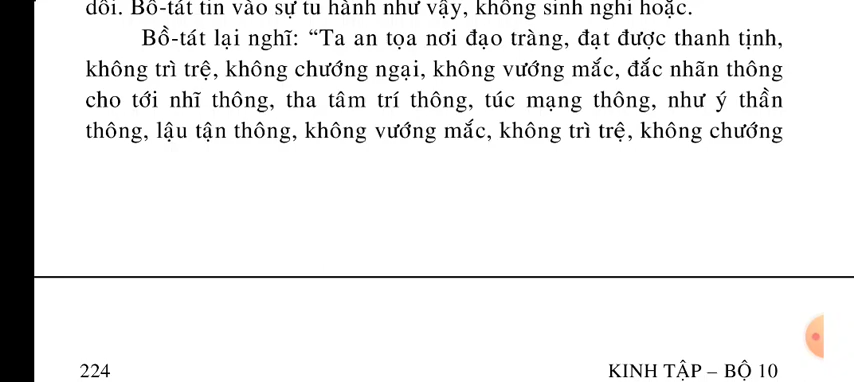 dối. Bồ-tát tin vào sự tu hành như vậy, không sinh nghi hoặc.
Bồ-tát lại nghĩ: “Ta an tọa nơi đạo tràng, đạt được thanh tịnh,
không trì trệ, không chướng ngại, không vướng mắc, đắc nhãn thông
cho tới nhĩ thông, tha tâm trí thông, túc mạng thông, như ý thần
thông, lậu tận thông, không vướng mắc, không trì trệ, không chướng
224
KINH TẬP – BỘ 10